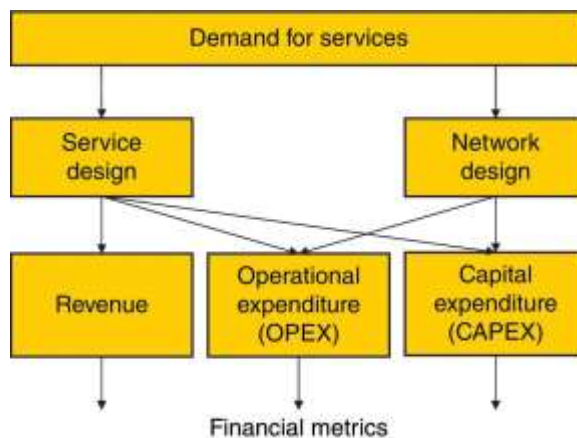 Demand for services
Service
design
Network
design
Revenue
Operational
expenditure
(OPEX)
Capital
expenditure
(CAPEX)
Financial metrics